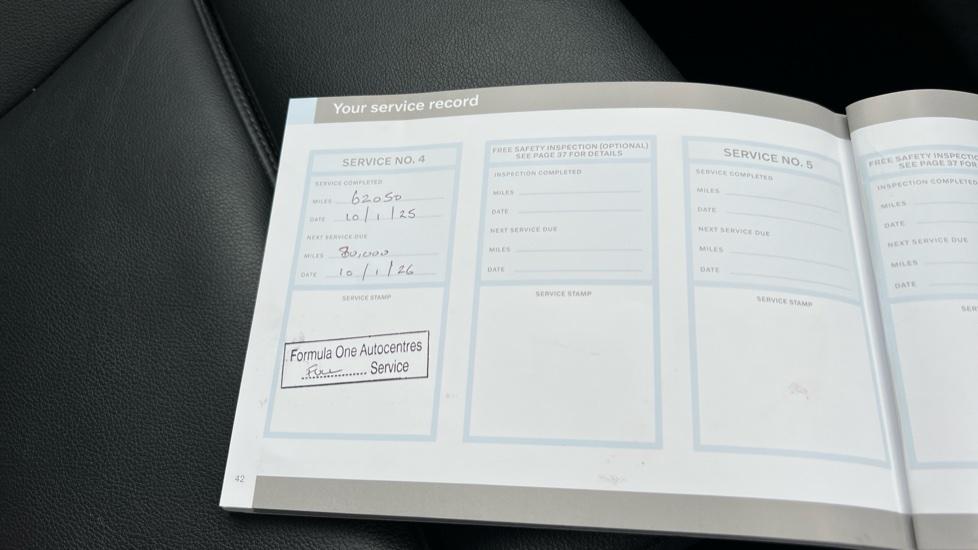 Your service record
SERVICE NO. 4
SERVICE COMPLETED
MILES 62050
DATE 10/1/25
NEXT SERVICE DUE
MILES 80,000
DATE 10/1/26
SERVICE STAMP
Formula One Autocentres
Full Service
FREE SAFETY INSPECTION (OPTIONAL)
SEE PAGE 37 FOR DETAILS
INSPECTION COMPLETED
MILES
DATE
NEXT SERVICE DUE
MILES
DATE
SERVICE STAMP
SERVICE NO. 5
SERVICE COMPLETED
MILES
DATE
NEXT SERVICE DUE
MILES
DATE
SERVICE STAMP
FREE SAFETY INSPECTIO
SEE PAGE 37 FOR
INSPECTION COMPLETED
MILES
DATE
NEXT SERVICE DUE
MILES
DATE
SER
42